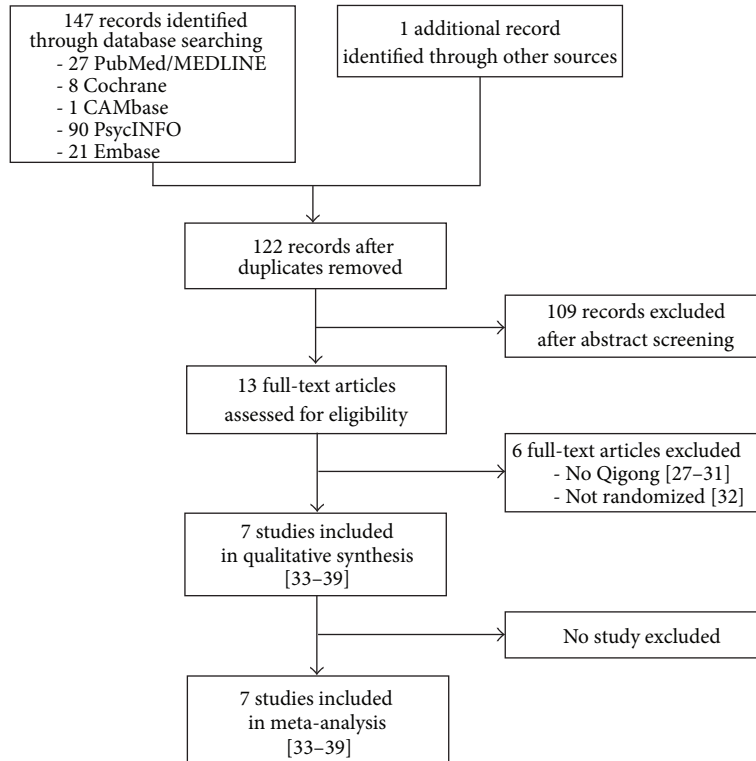 147 records identified
through database searching
- 27 PubMed/MEDLINE
- 8 Cochrane
- 1 CAMbase
- 90 PsycINFO
- 21 Embase
1 additional record
identified through other sources
122 records after
duplicates removed
109 records excluded
after abstract screening
13 full-text articles
assessed for eligibility
6 full-text articles excluded
- No Qigong [27–31]
- Not randomized [32]
7 studies included
in qualitative synthesis
[33–39]
No study excluded
7 studies included
in meta-analysis
[33–39]